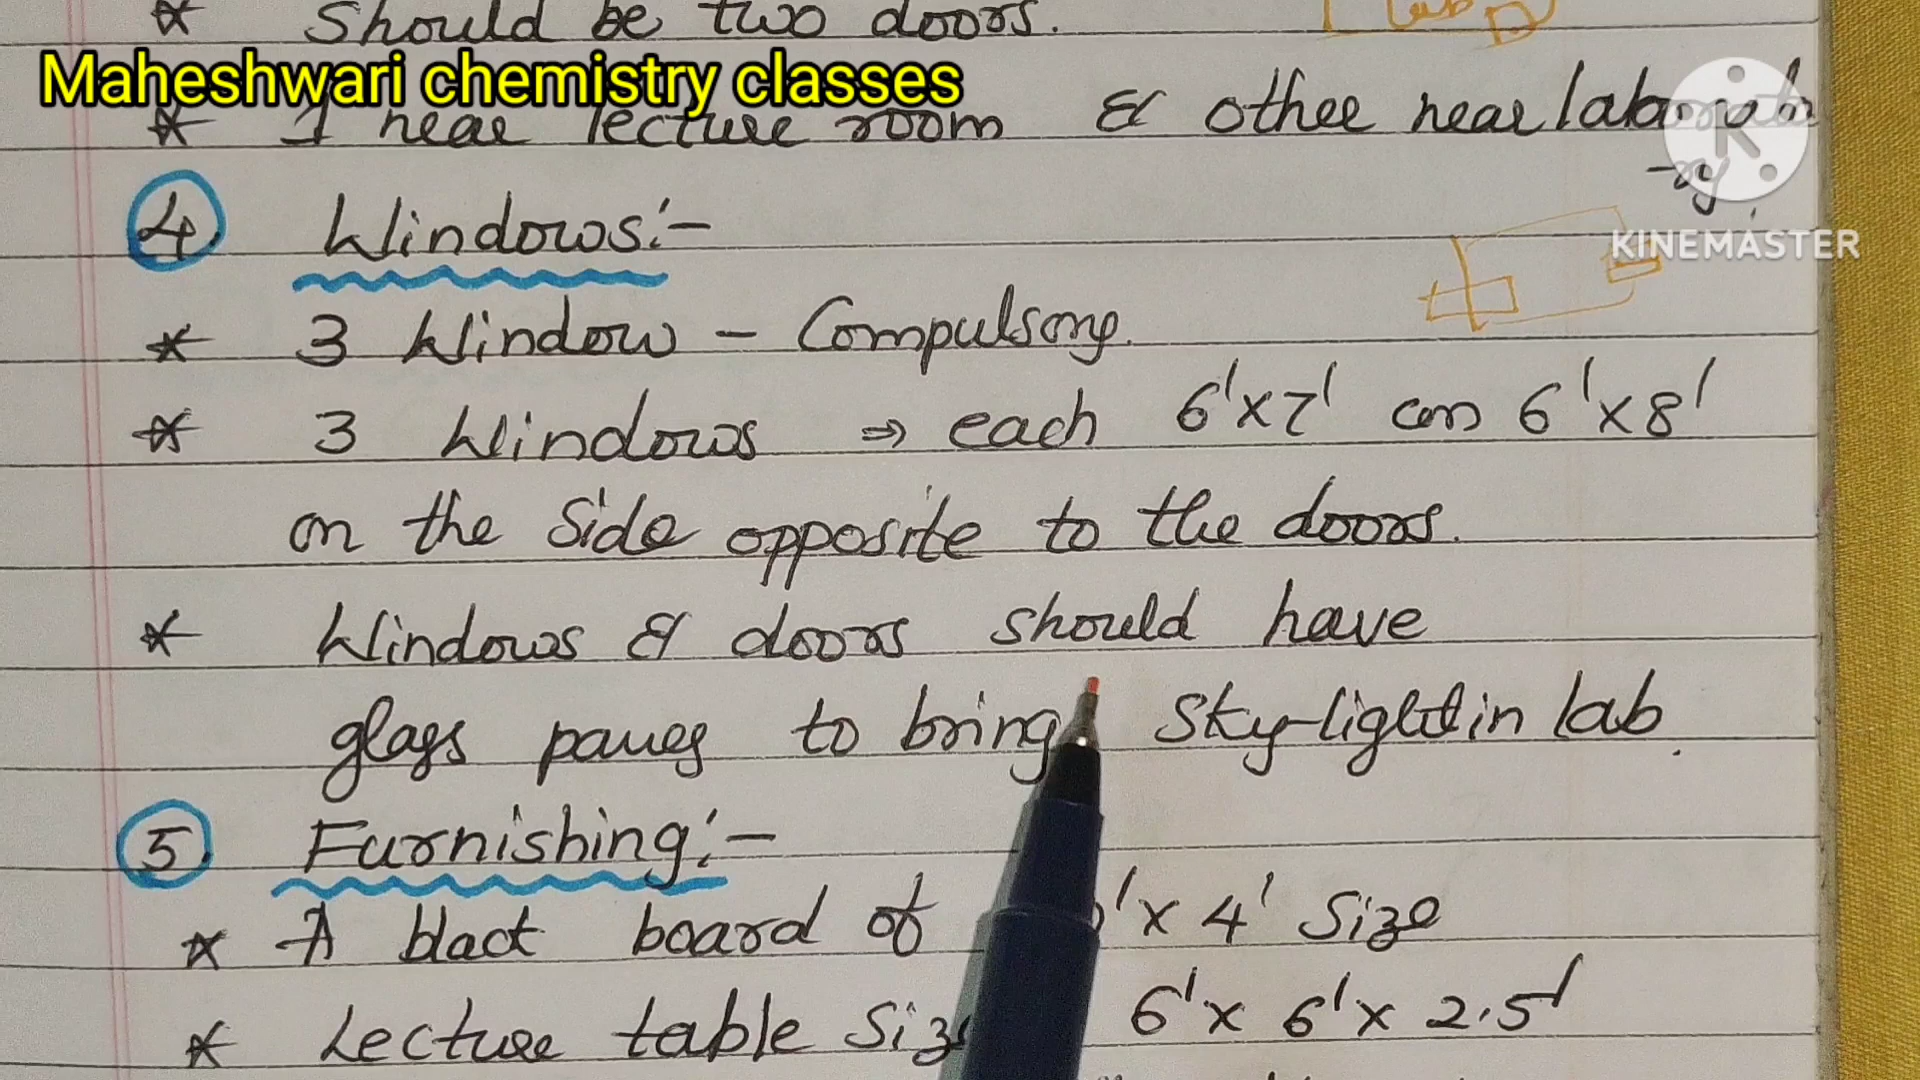 * Should be two doors.
Lab
Maheshwari chemistry classes
* 1 near lecture room & other near laborato
-ry.
KINEMASTER
4. Windows:-
* 3 Window - Compulsory.
* 3 Windows ⇒ each 6'x7' or 6'x8'
on the side opposite to the doors.
* Windows & doors should have
glass panes to bring sky-light in lab.
5. Furnishing:-
* A black board of 'x 4' size
* Lecture table Siz 6'x 6'x 2.5'